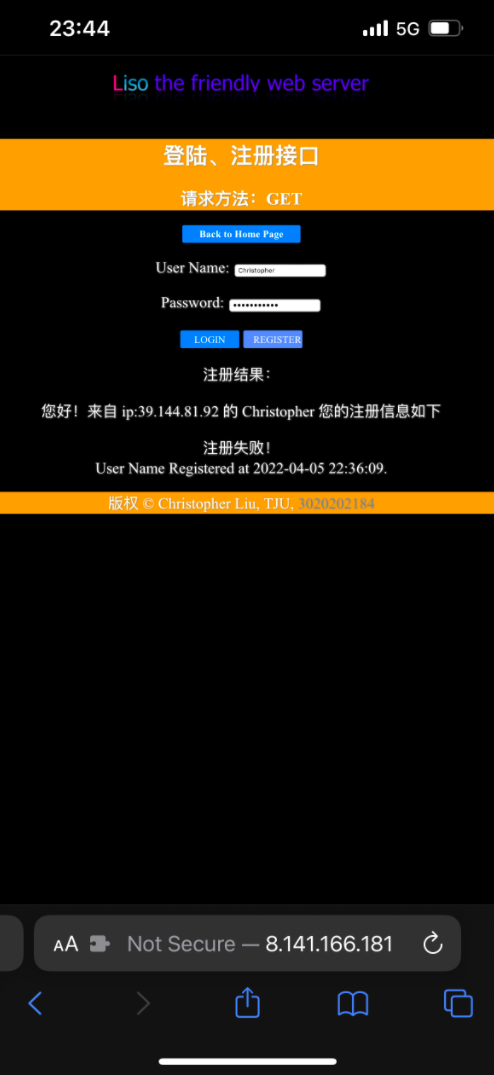 23:44
5G
Liso the friendly web server
登陆、注册接口
请求方法：GET
Back to Home Page
User Name: Christopher
Password: •••••••••••
LOGIN REGISTER
注册结果：
您好！来自 ip:39.144.81.92 的 Christopher 您的注册信息如下
注册失败！
User Name Registered at 2022-04-05 22:36:09.
版权 © Christopher Liu, TJU, 3020202184
AA Not Secure — 8.141.166.181